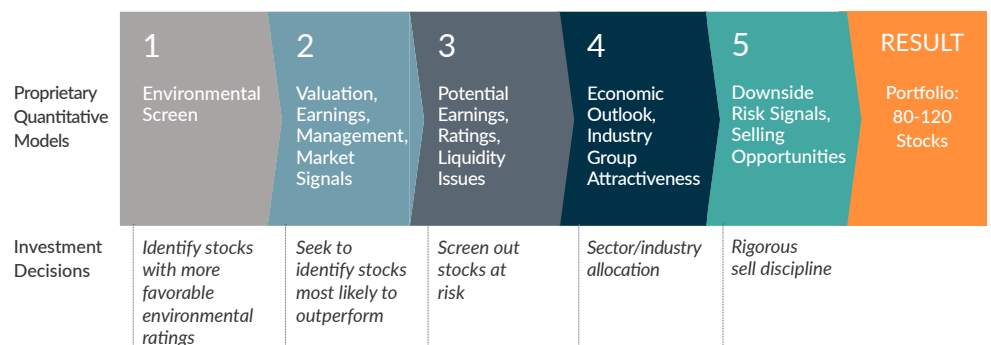 Proprietary
Quantitative
Models
1
Environmental
Screen
2
Valuation,
Earnings,
Management,
Market
Signals
3
Potential
Earnings,
Ratings,
Liquidity
Issues
4
Economic
Outlook,
Industry
Group
Attractiveness
5
Downside
Risk Signals,
Selling
Opportunities
RESULT
Portfolio:
80-120
Stocks
Investment
Decisions
Identify stocks
with more
favorable
environmental
ratings
Seek to
identify stocks
most likely to
outperform
Screen out
stocks at
risk
Sector/industry
allocation
Rigorous
sell discipline